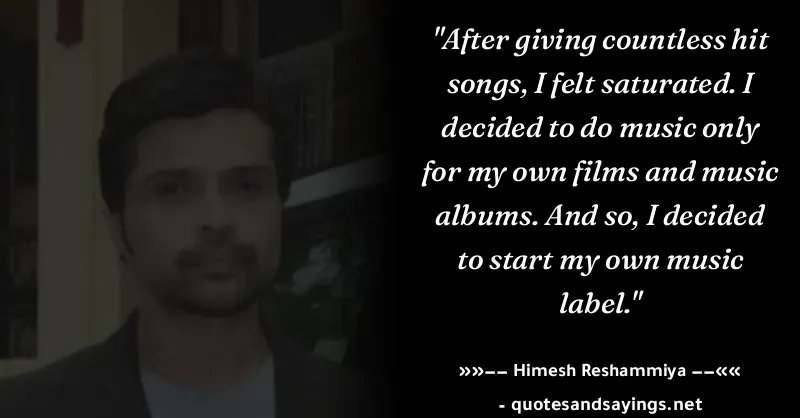 "After giving countless hit
songs, I felt saturated. I
decided to do music only
for my own films and music
albums. And so, I decided
to start my own music
label."
»»–– Himesh Reshammiya ––««
- quotesandsayings.net